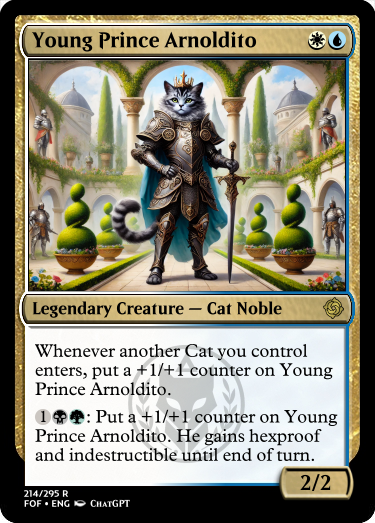 Young Prince Arnoldito
Legendary Creature — Cat Noble
Whenever another Cat you control
enters, put a +1/+1 counter on Young
Prince Arnoldito.
1: Put a +1/+1 counter on Young
Prince Arnoldito. He gains hexproof
and indestructible until end of turn.
2/2
214/295 R
FOF • ENG ChatGPT